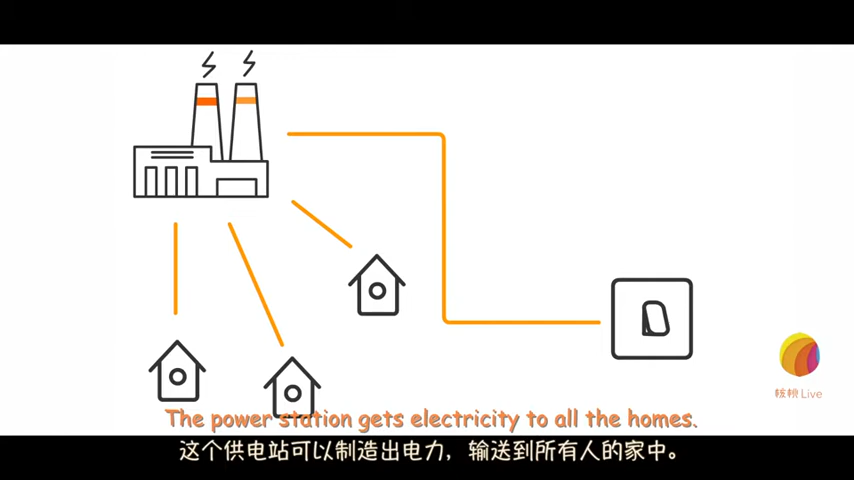 桃桃Live
The power station gets electricity to all the homes.
这个供电站可以制造出电力，输送到所有人的家中。